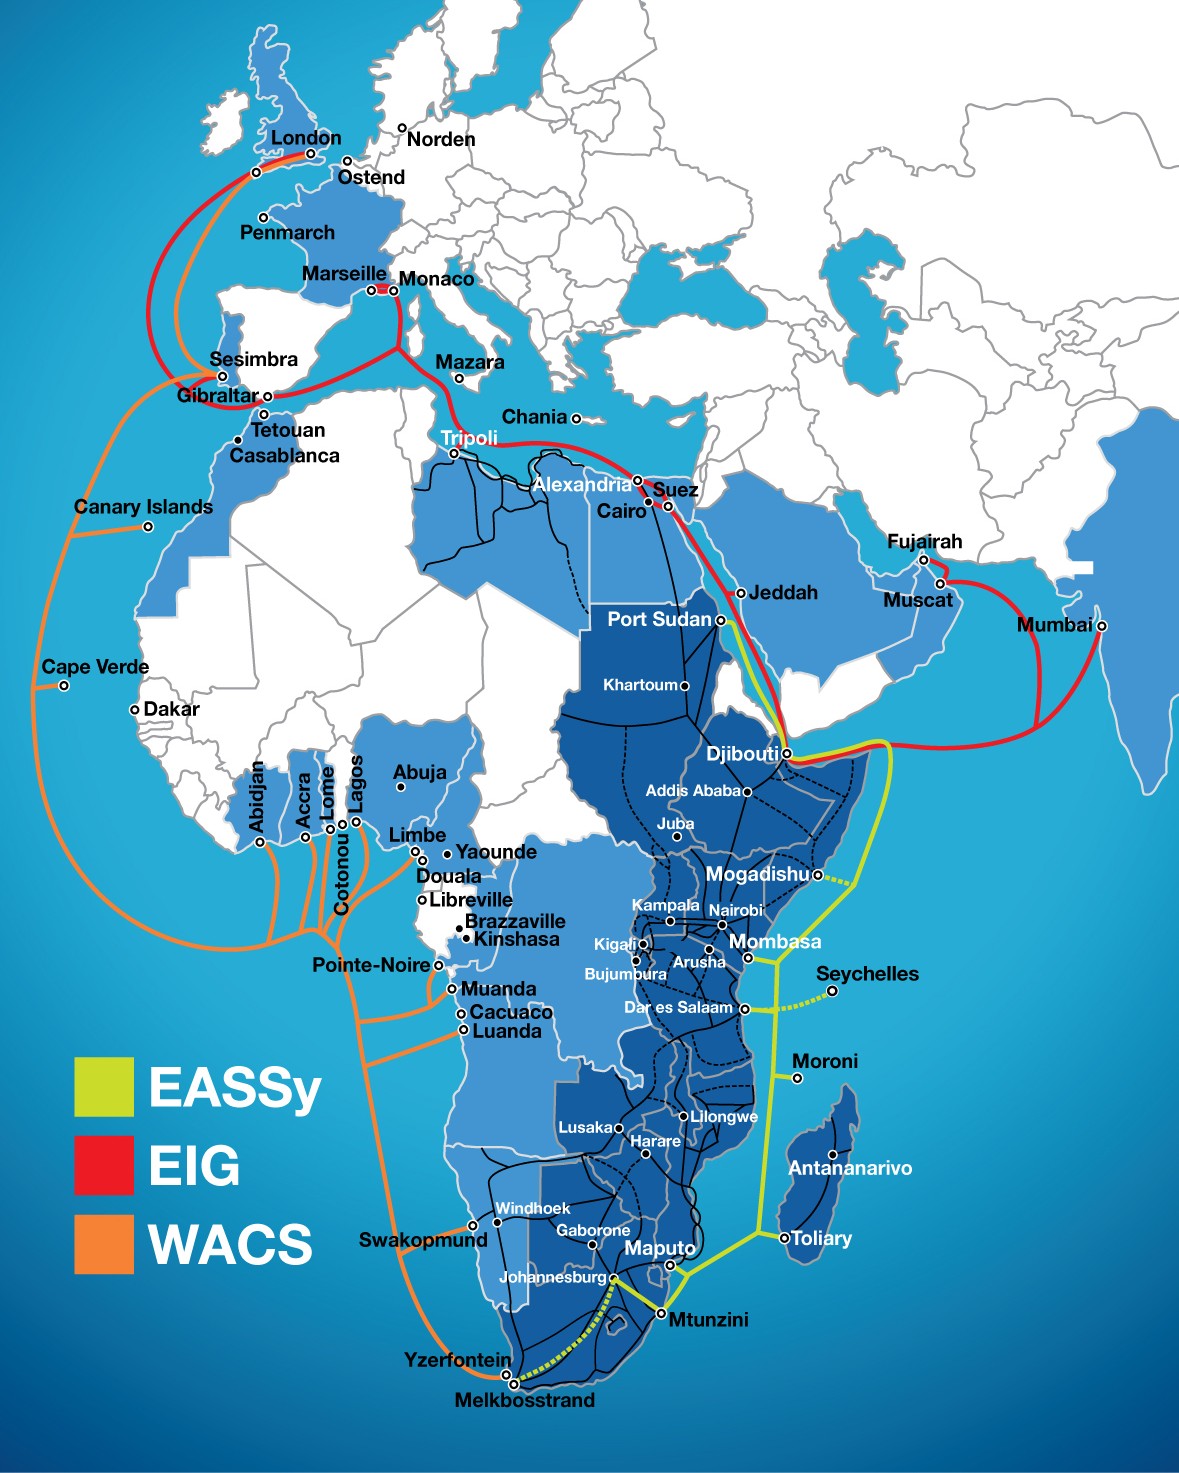 London
Norden
Ostend
Penmarch
Marseille
Monaco
Sesimbra
Mazara
Gibraltar
Chania
Tetouan
Tripoli
Casablanca
Alexandria
Suez
Canary Islands
Cairo
Fujairah
Jeddah
Muscat
Port Sudan
Mumbai
Cape Verde
Khartoum
Dakar
Djibouti
Abidjan
Accra
Lome
Cotonou
Lagos
Abuja
Addis Ababa
Juba
Limbe
Yaounde
Douala
Mogadishu
Libreville
Kampala
Nairobi
Brazzaville
Kinshasa
Kigali
Mombasa
Arusha
Pointe-Noire
Bujumbura
Seychelles
Muanda
Dar es Salaam
Cacuaco
Luanda
Moroni
EASSy
Lilongwe
Lusaka
Harare
EIG
Antananarivo
Windhoek
Gaborone
Swakopmund
Toliary
Maputo
WACS
Johannesburg
Mtunzini
Yzerfontein
Melkbosstrand